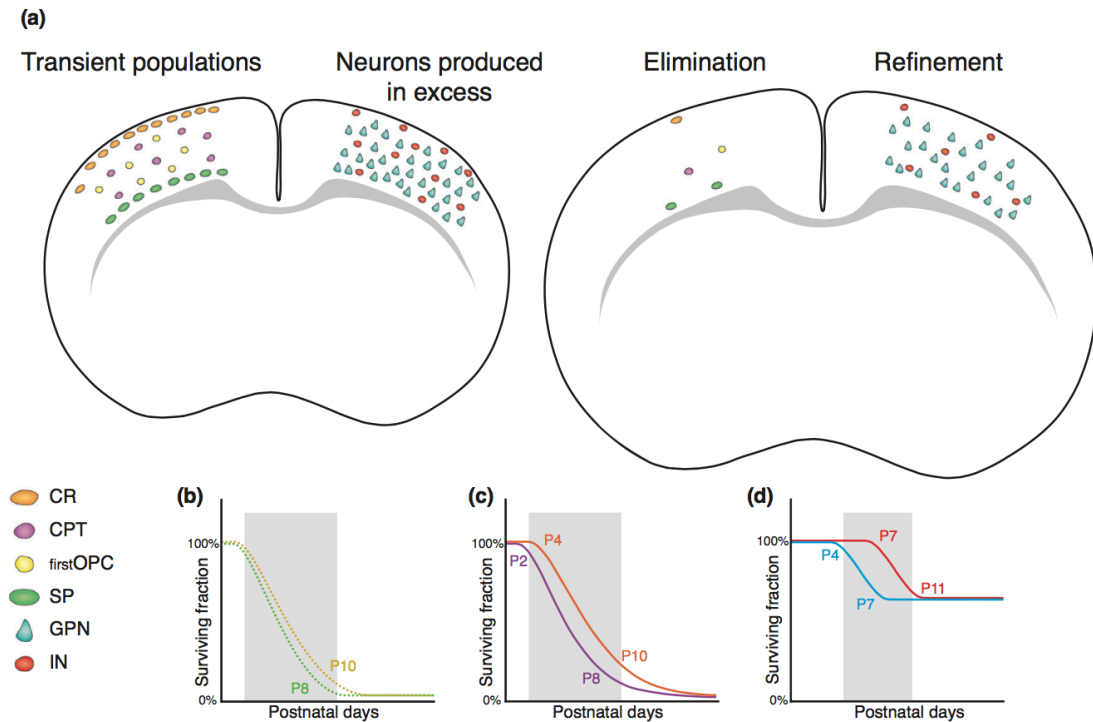 (a)
Transient populations
Neurons produced
in excess
Elimination
Refinement
CR
CPT
firstOPC
SP
GPN
IN
(b)
100%
0%
Surviving fraction
P10
P8
Postnatal days
(c)
100%
0%
Surviving fraction
P4
P2
P10
P8
Postnatal days
(d)
100%
0%
Surviving fraction
P7
P4
P11
P7
Postnatal days